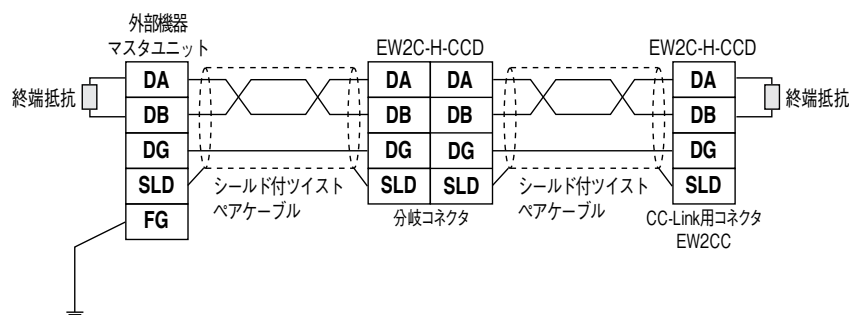 外部機器
マスタユニット
EW2C-H-CCD
EW2C-H-CCD
終端抵抗
DA
DB
DG
SLD
FG
DA DA
DB DB
DG DG
SLD SLD
DA
DB
DG
SLD
終端抵抗
シールド付ツイスト
ペアケーブル
分岐コネクタ
シールド付ツイスト
ペアケーブル
CC-Link用コネクタ
EW2CC